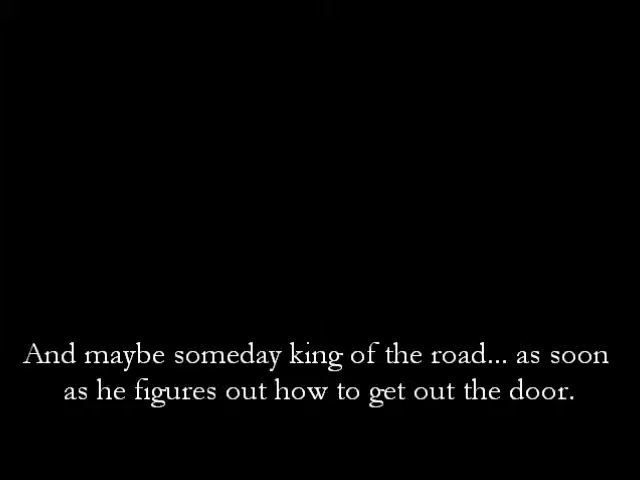 And maybe someday king of the road... as soon
as he figures out how to get out the door.